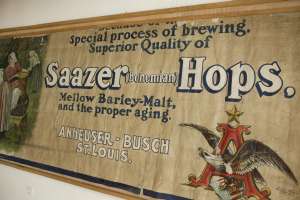 Special process of brewing,
Superior Quality of
Saazer (bohemian) Hops.
Mellow Barley-Malt,
and the proper aging.
ANHEUSER-BUSCH
ST. LOUIS.
A